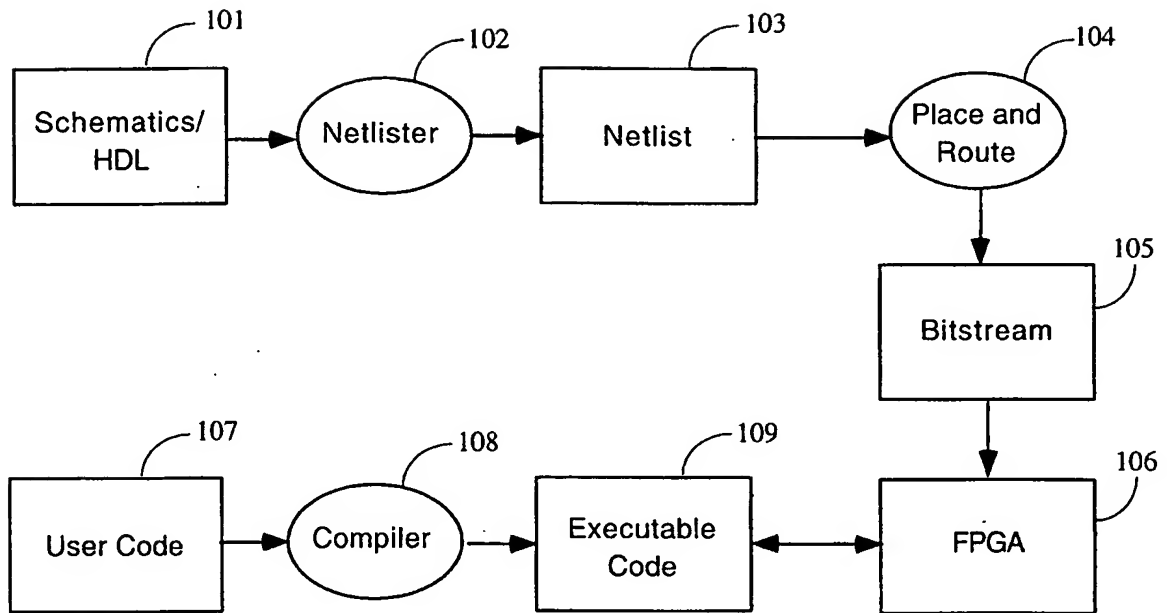 101
102
103
104
Schematics/
HDL
Netlister
Netlist
Place and
Route
105
Bitstream
107
108
109
106
User Code
Compiler
Executable
Code
FPGA